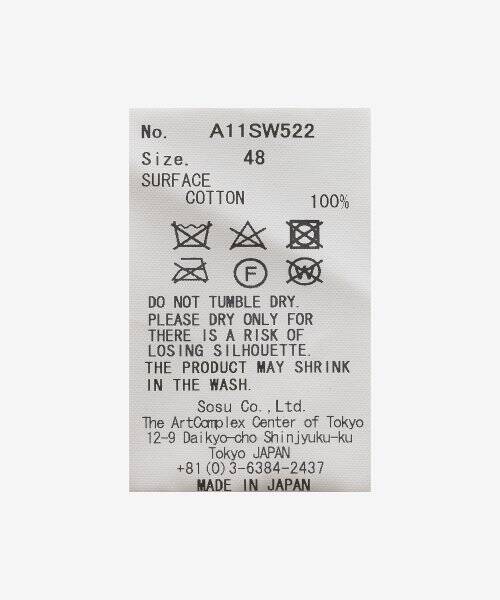 No. A11SW522
Size. 48
SURFACE
COTTON 100%
F W
DO NOT TUMBLE DRY.
PLEASE DRY ONLY FOR
THERE IS A RISK OF
LOSING SILHOUETTE.
THE PRODUCT MAY SHRINK
IN THE WASH.
Sosu Co.,Ltd.
The ArtComplex Center of Tokyo
12-9 Daikyo-cho Shinjyuku-ku
Tokyo JAPAN
+81(0)3-6384-2437
MADE IN JAPAN